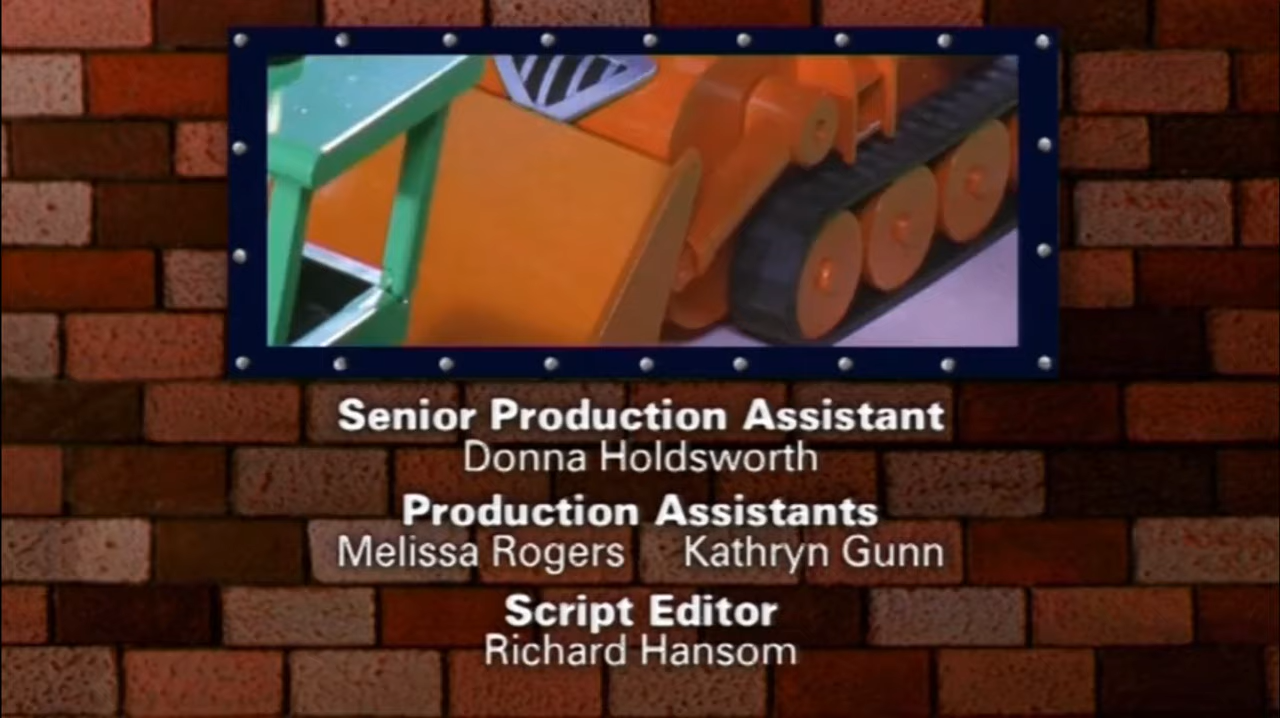 Senior Production Assistant
Donna Holdsworth
Production Assistants
Melissa Rogers Kathryn Gunn
Script Editor
Richard Hansom